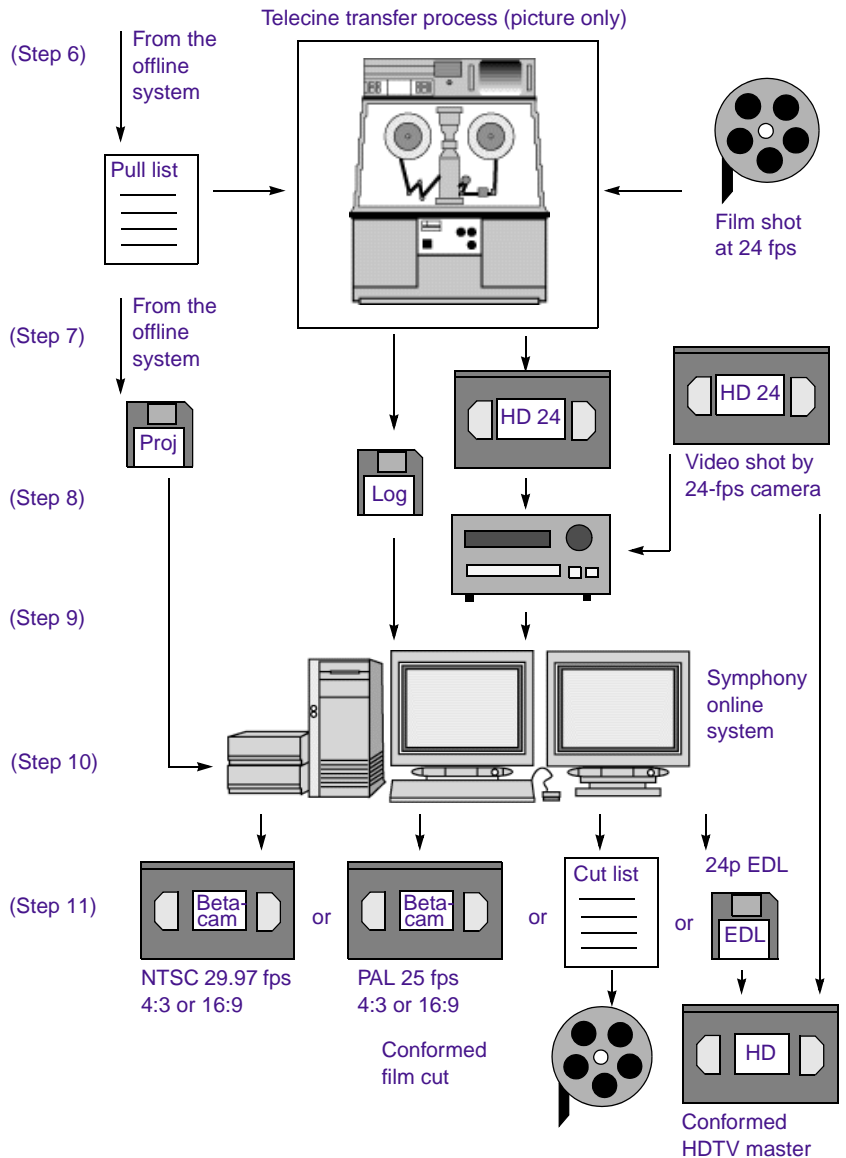 Telecine transfer process (picture only)
(Step 6)
From the
offline
system
Pull list
Film shot
at 24 fps
(Step 7)
From the
offline
system
Proj
HD 24
HD 24
Video shot by
24-fps camera
(Step 8)
Log
(Step 9)
Symphony
online
system
(Step 10)
(Step 11)
Beta-
cam
or
Beta-
cam
or
Cut list
or
24p EDL
EDL
NTSC 29.97 fps
4:3 or 16:9
PAL 25 fps
4:3 or 16:9
Conformed
film cut
HD
Conformed
HDTV master